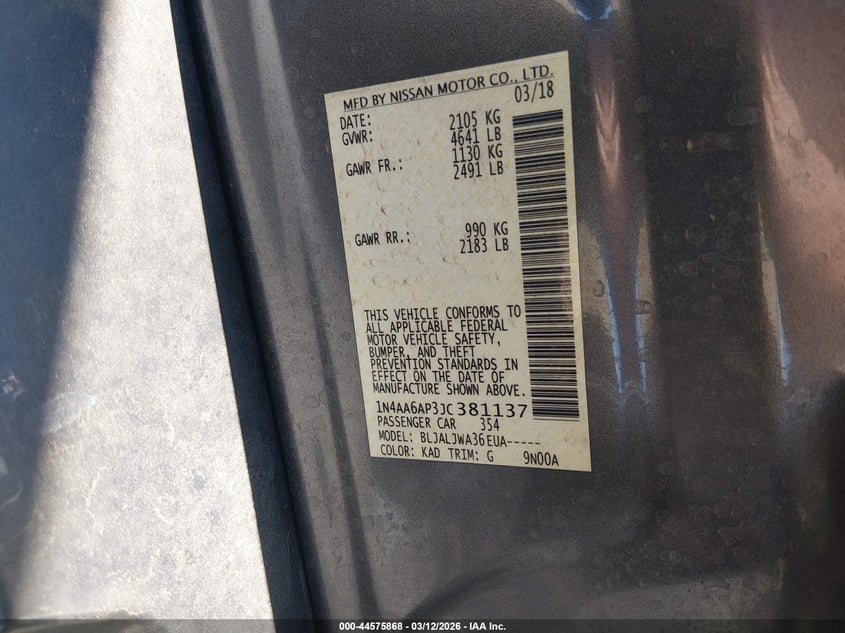 MFD BY NISSAN MOTOR CO., LTD.
DATE: 03/18
GVWR: 2105 KG
4641 LB
GAWR FR.: 1130 KG
2491 LB
GAWR RR.: 990 KG
2183 LB
THIS VEHICLE CONFORMS TO
ALL APPLICABLE FEDERAL
MOTOR VEHICLE SAFETY,
BUMPER, AND THEFT
PREVENTION STANDARDS IN
EFFECT ON THE DATE OF
MANUFACTURE SHOWN ABOVE.
1N4AA6AP3JC381137
PASSENGER CAR 354
MODEL: BLJALJWA36EUA-----
COLOR: KAD TRIM: G 9N00A
000-44575868 - 03/12/2026 - IAA Inc.